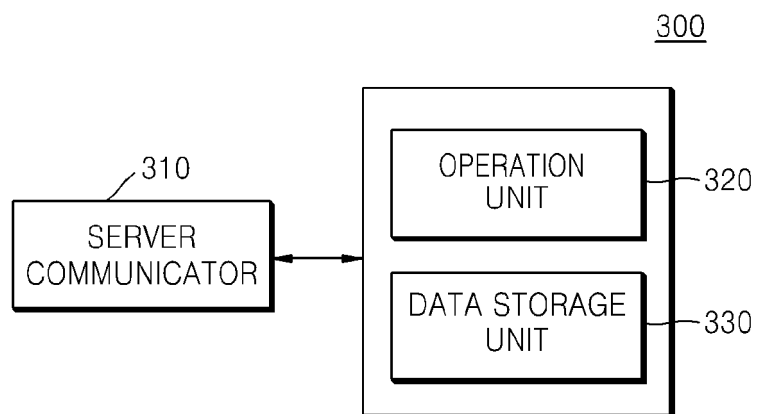 300
310
SERVER
COMMUNICATOR
OPERATION
UNIT
320
DATA STORAGE
UNIT
330